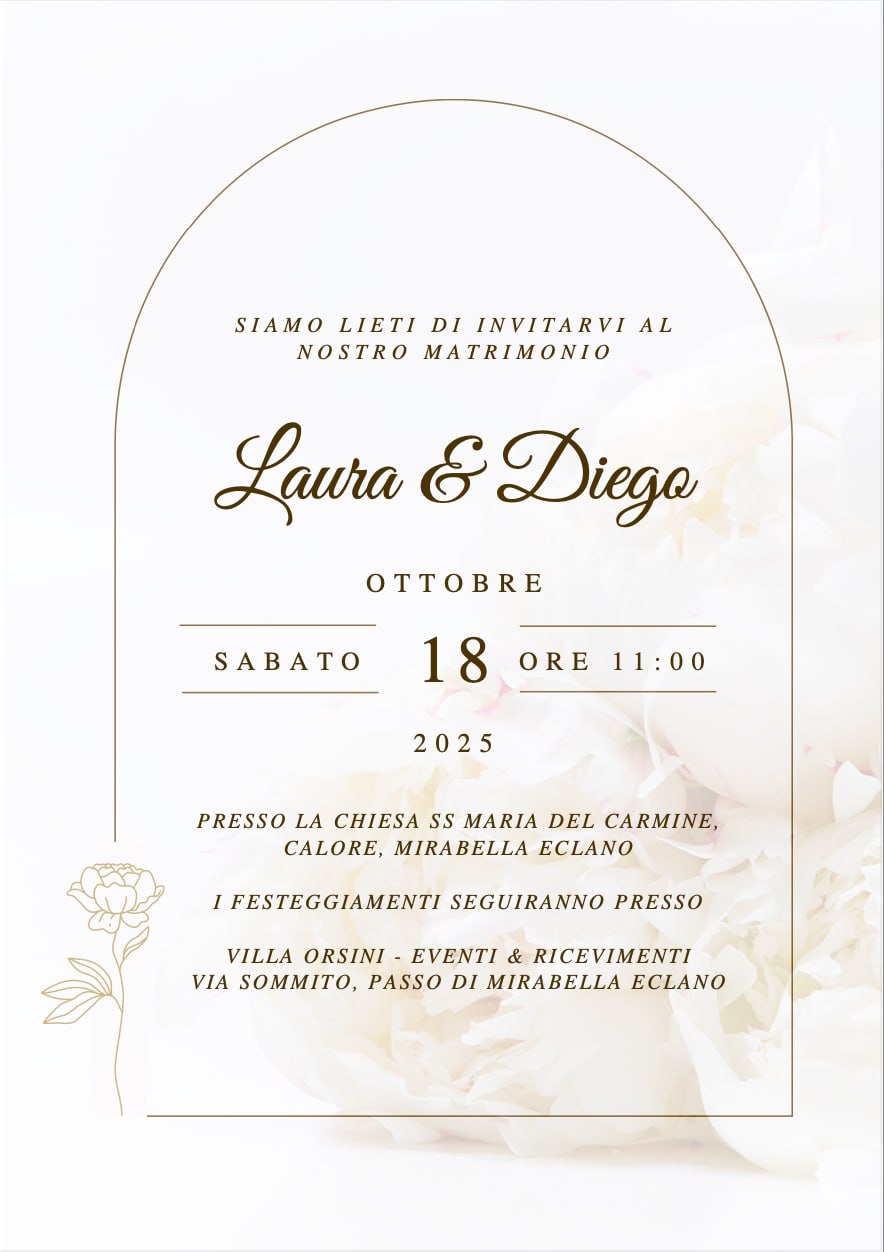 SIAMO LIETI DI INVITARVI AL
NOSTRO MATRIMONIO
Laura & Diego
OTTOBRE
SABATO 18 ORE 11:00
2025
PRESSO LA CHIESA SS MARIA DEL CARMINE,
CALORE, MIRABELLA ECLANO
I FESTEGGIAMENTI SEGUIRANNO PRESSO
VILLA ORSINI - EVENTI & RICEVIMENTI
VIA SOMMITO, PASSO DI MIRABELLA ECLANO